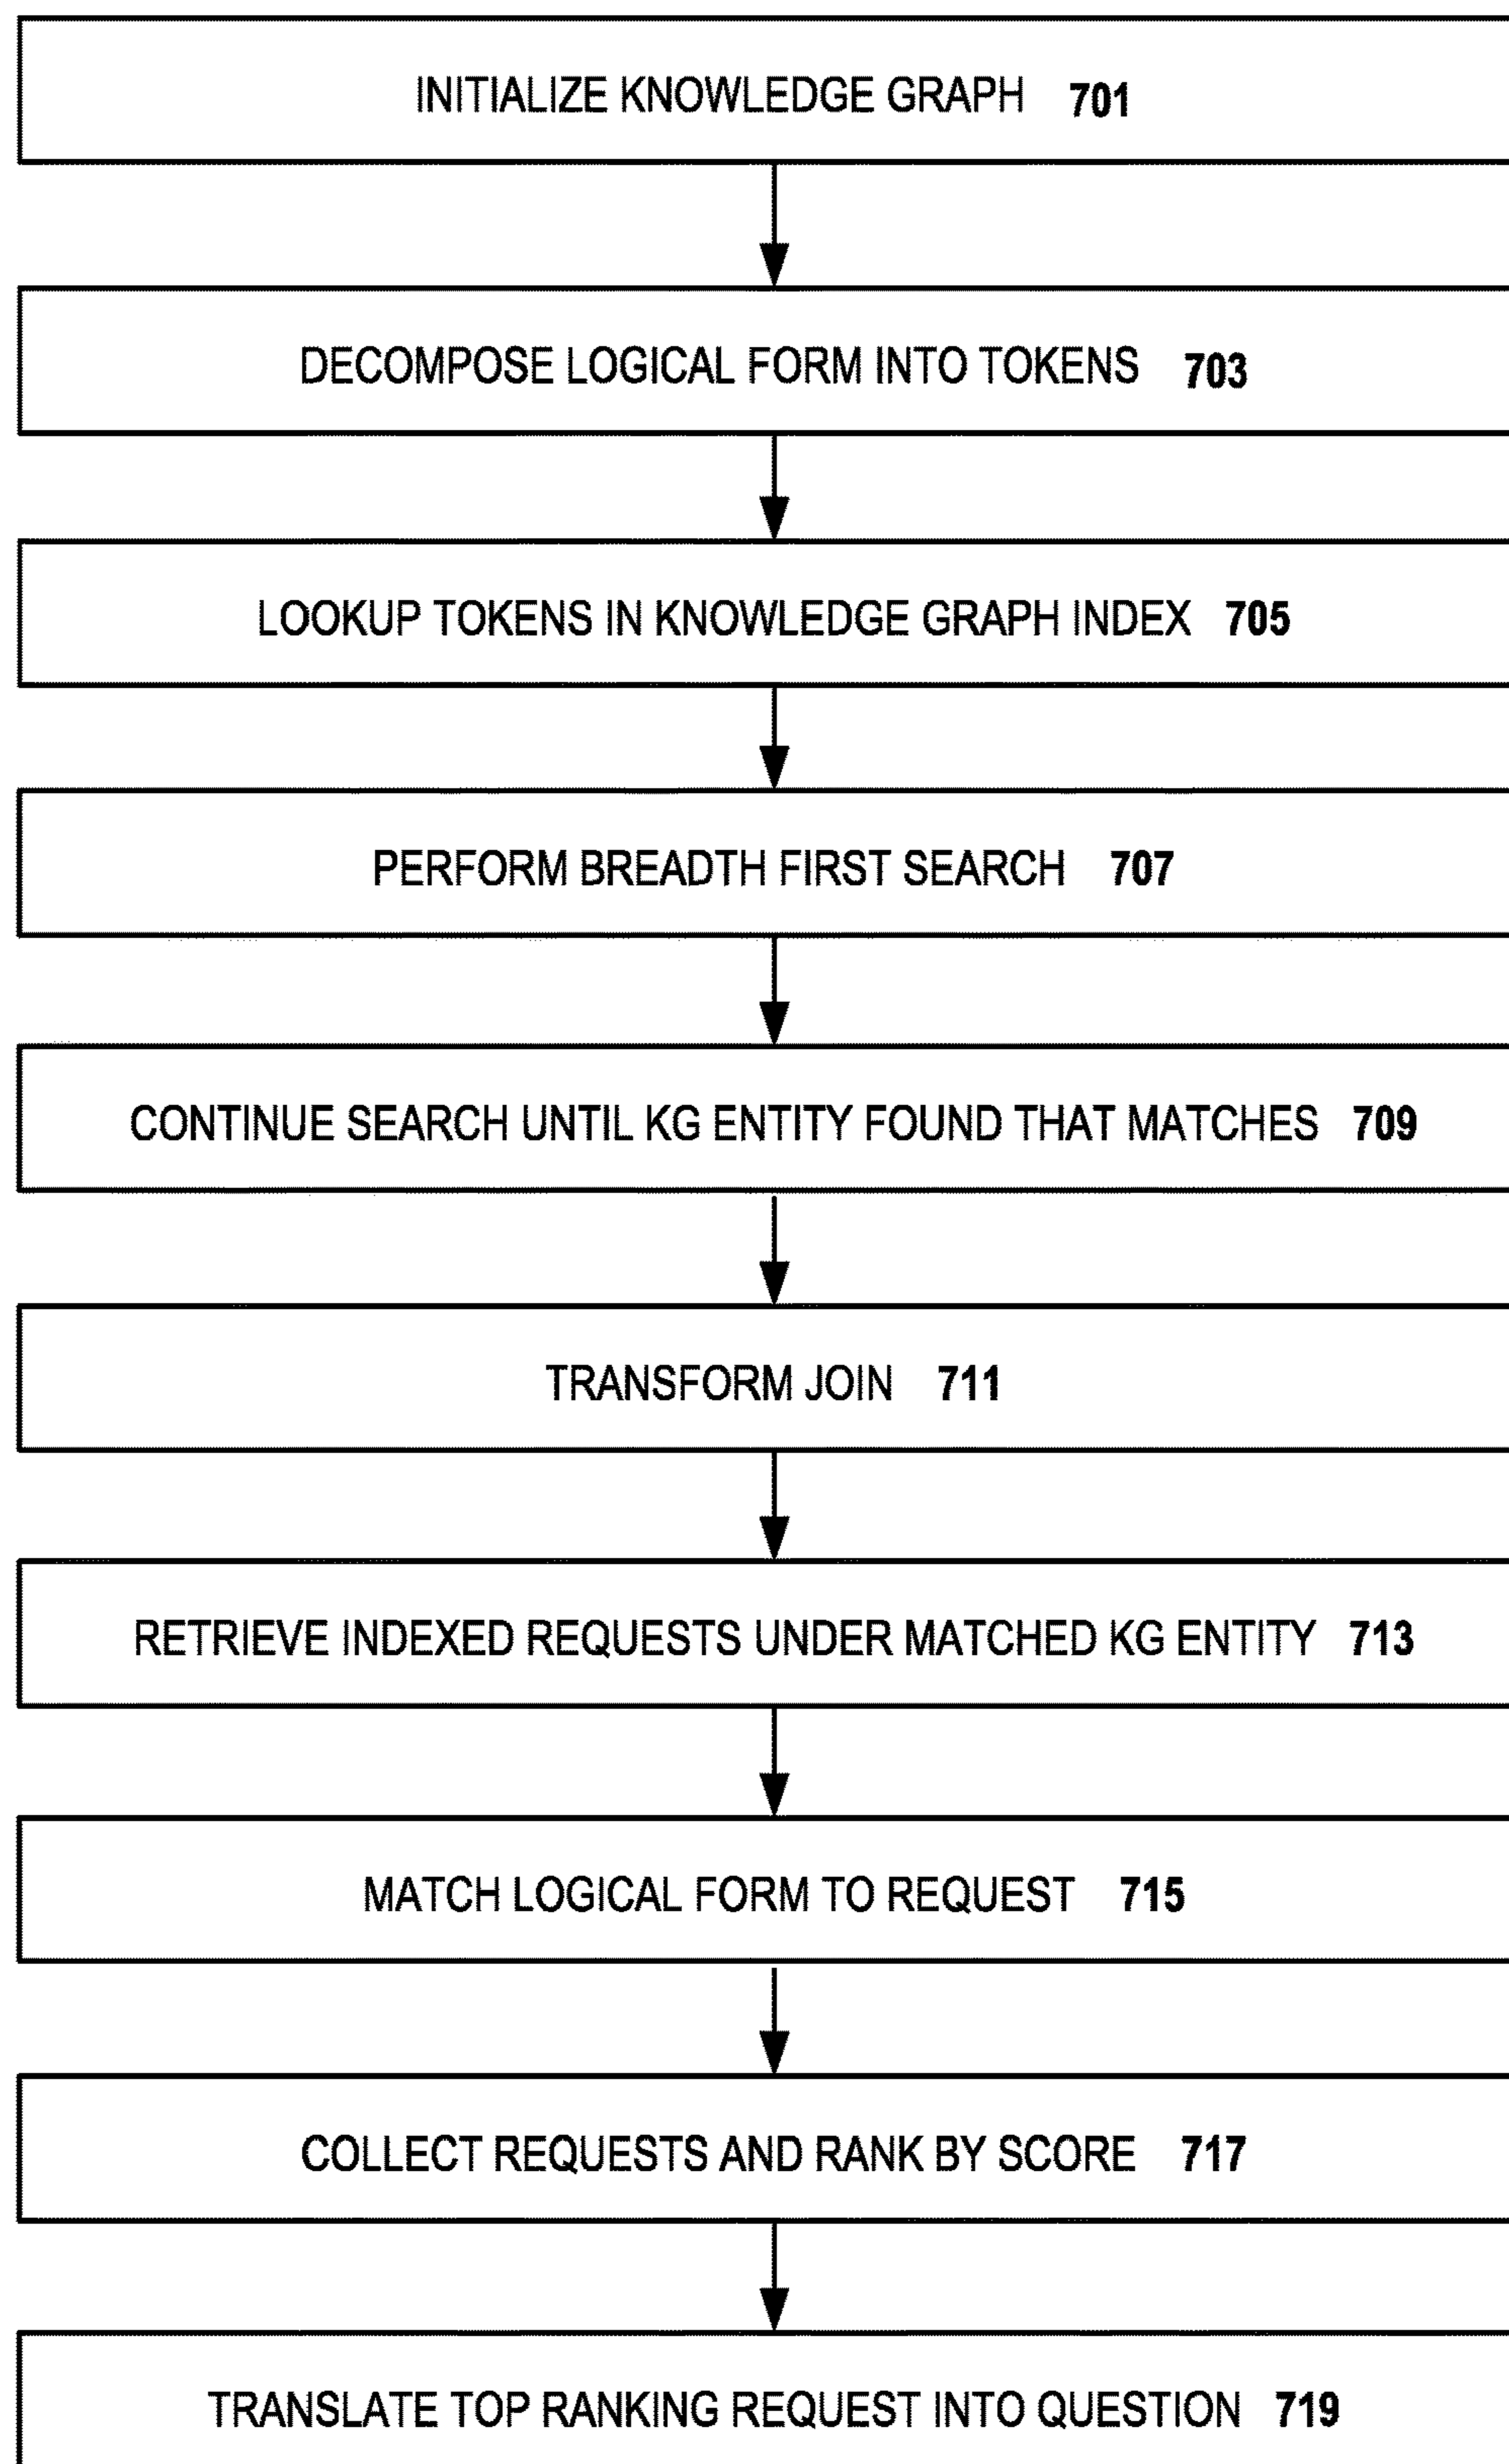 INITIALIZE KNOWLEDGE GRAPH 701
DECOMPOSE LOGICAL FORM INTO TOKENS 703
LOOKUP TOKENS IN KNOWLEDGE GRAPH INDEX 705
PERFORM BREADTH FIRST SEARCH 707
CONTINUE SEARCH UNTIL KG ENTITY FOUND THAT MATCHES 709
TRANSFORM JOIN 711
RETRIEVE INDEXED REQUESTS UNDER MATCHED KG ENTITY 713
MATCH LOGICAL FORM TO REQUEST 715
COLLECT REQUESTS AND RANK BY SCORE 717
TRANSLATE TOP RANKING REQUEST INTO QUESTION 719